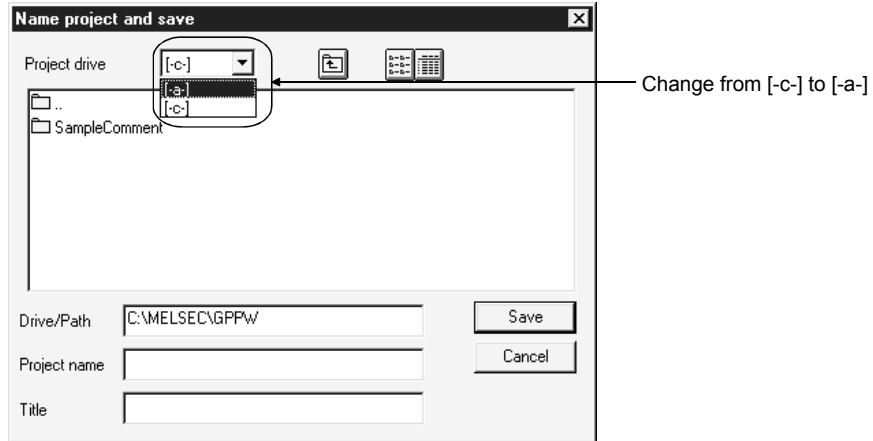 Name project and save
Project drive [-c-]
[-a-]
[-c-]
Change from [-c-] to [-a-]
..
SampleComment
Drive/Path C:\MELSEC\GPPW Save
Project name Cancel
Title